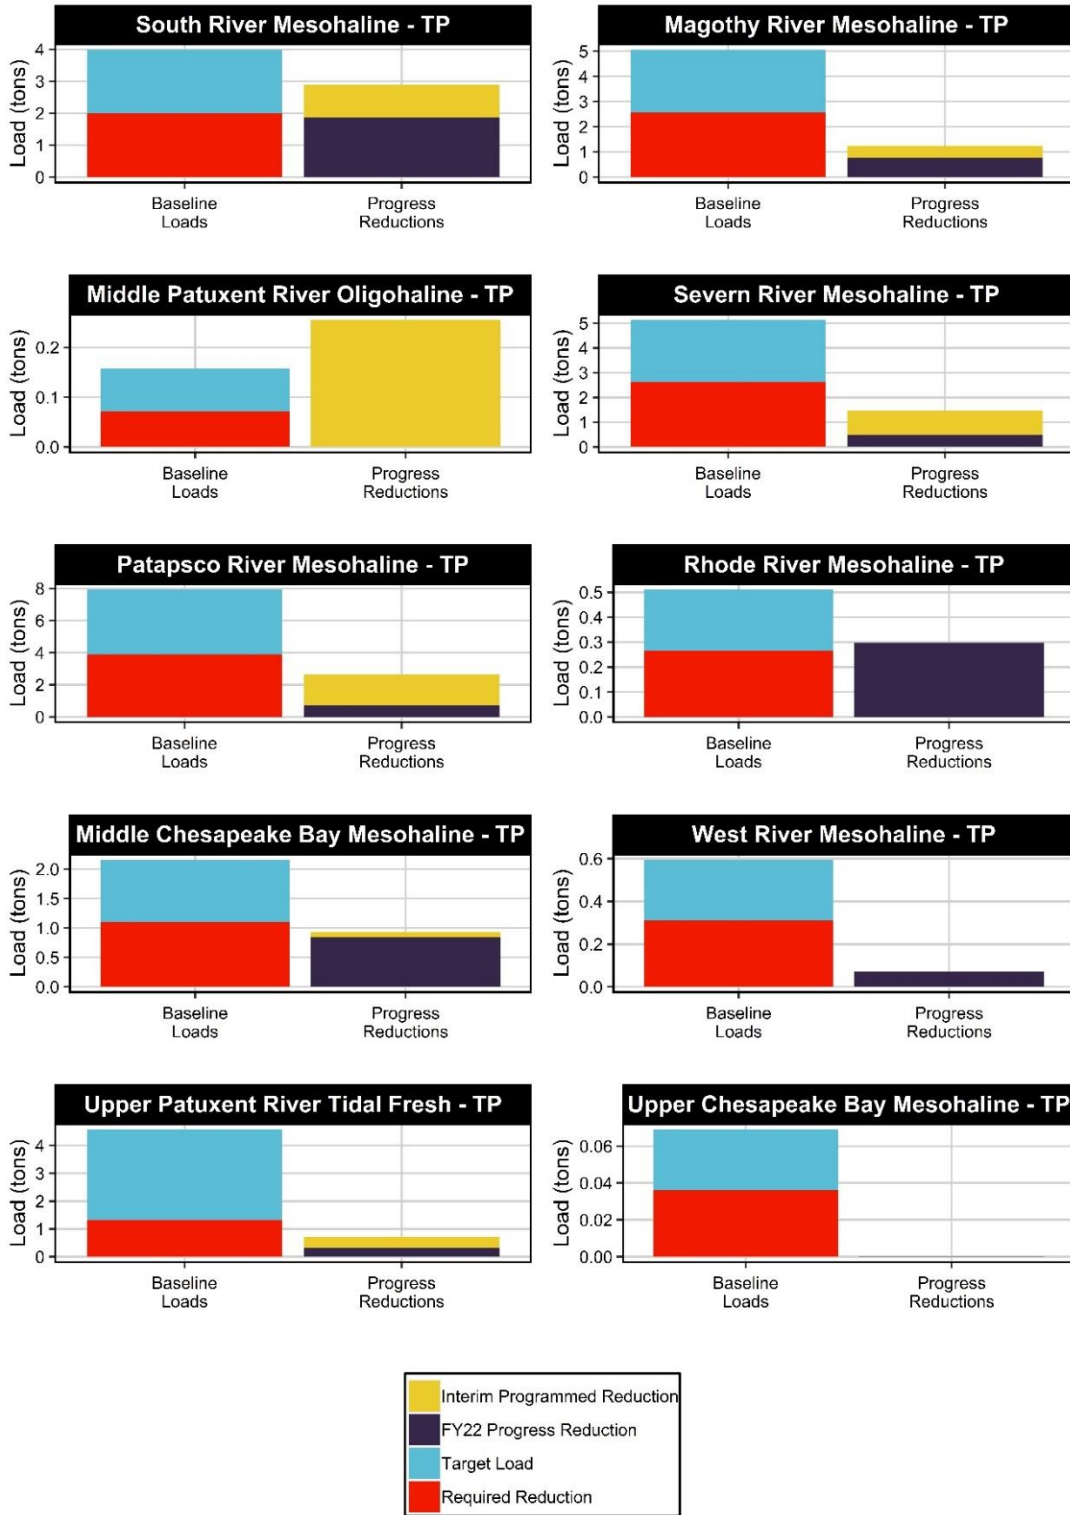 South River Mesohaline - TP
Load (tons)
4
3
2
1
0
Baseline
Loads
Progress
Reductions
Magothy River Mesohaline - TP
Load (tons)
5
4
3
2
1
0
Baseline
Loads
Progress
Reductions
Middle Patuxent River Oligohaline - TP
Load (tons)
0.2
0.1
0.0
Baseline
Loads
Progress
Reductions
Severn River Mesohaline - TP
Load (tons)
5
4
3
2
1
0
Baseline
Loads
Progress
Reductions
Patapsco River Mesohaline - TP
Load (tons)
8
6
4
2
0
Baseline
Loads
Progress
Reductions
Rhode River Mesohaline - TP
Load (tons)
0.5
0.4
0.3
0.2
0.1
0.0
Baseline
Loads
Progress
Reductions
Middle Chesapeake Bay Mesohaline - TP
Load (tons)
2.0
1.5
1.0
0.5
0.0
Baseline
Loads
Progress
Reductions
West River Mesohaline - TP
Load (tons)
0.6
0.4
0.2
0.0
Baseline
Loads
Progress
Reductions
Upper Patuxent River Tidal Fresh - TP
Load (tons)
4
3
2
1
0
Baseline
Loads
Progress
Reductions
Upper Chesapeake Bay Mesohaline - TP
Load (tons)
0.06
0.04
0.02
0.00
Baseline
Loads
Progress
Reductions
Interim Programmed Reduction
FY22 Progress Reduction
Target Load
Required Reduction